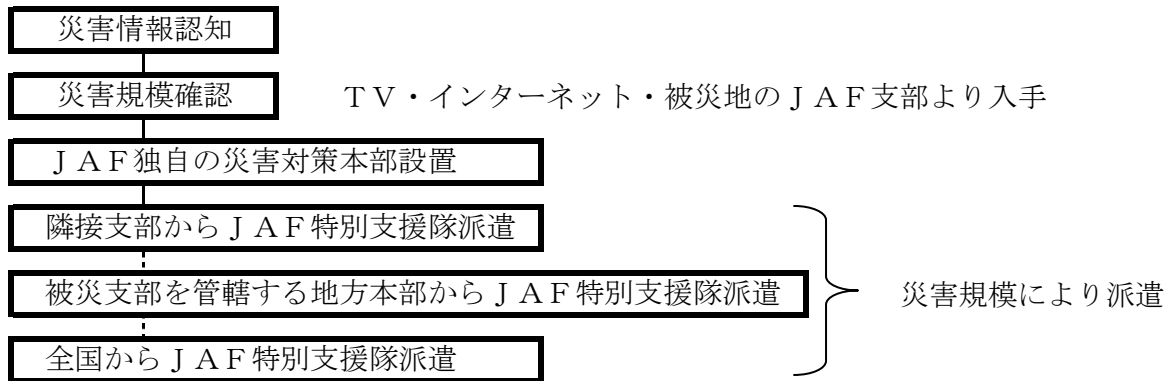 災害情報認知
災害規模確認
ＴＶ・インターネット・被災地のＪＡＦ支部より入手
ＪＡＦ独自の災害対策本部設置
隣接支部からＪＡＦ特別支援隊派遣
被災支部を管轄する地方本部からＪＡＦ特別支援隊派遣
災害規模により派遣
全国からＪＡＦ特別支援隊派遣